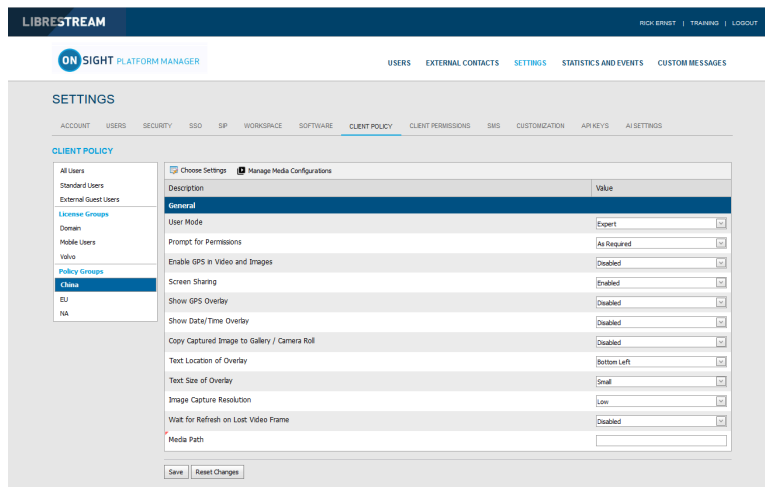 LIBRESTREAM
RICK ERNST | TRAINING | LOGOUT
ON SIGHT PLATFORM MANAGER
USERS EXTERNAL CONTACTS SETTINGS STATISTICS AND EVENTS CUSTOM MESSAGES
SETTINGS
ACCOUNT USERS SECURITY SSO SIP WORKSPACE SOFTWARE CLIENT POLICY CLIENT PERMISSIONS SMS CUSTOMIZATION API KEYS AI SETTINGS
CLIENT POLICY
All Users
Standard Users
External Guest Users
License Groups
Domain
Mobile Users
Volvo
Policy Groups
China
EU
NA
Choose Settings Manage Media Configurations
Description Value
General
User Mode Expert
Prompt for Permissions As Required
Enable GPS in Video and Images Disabled
Screen Sharing Enabled
Show GPS Overlay Disabled
Show Date/Time Overlay Disabled
Copy Captured Image to Gallery / Camera Roll Disabled
Text Location of Overlay Bottom Left
Text Size of Overlay Small
Image Capture Resolution Low
Wait for Refresh on Lost Video Frame Disabled
Media Path
Save Reset Changes